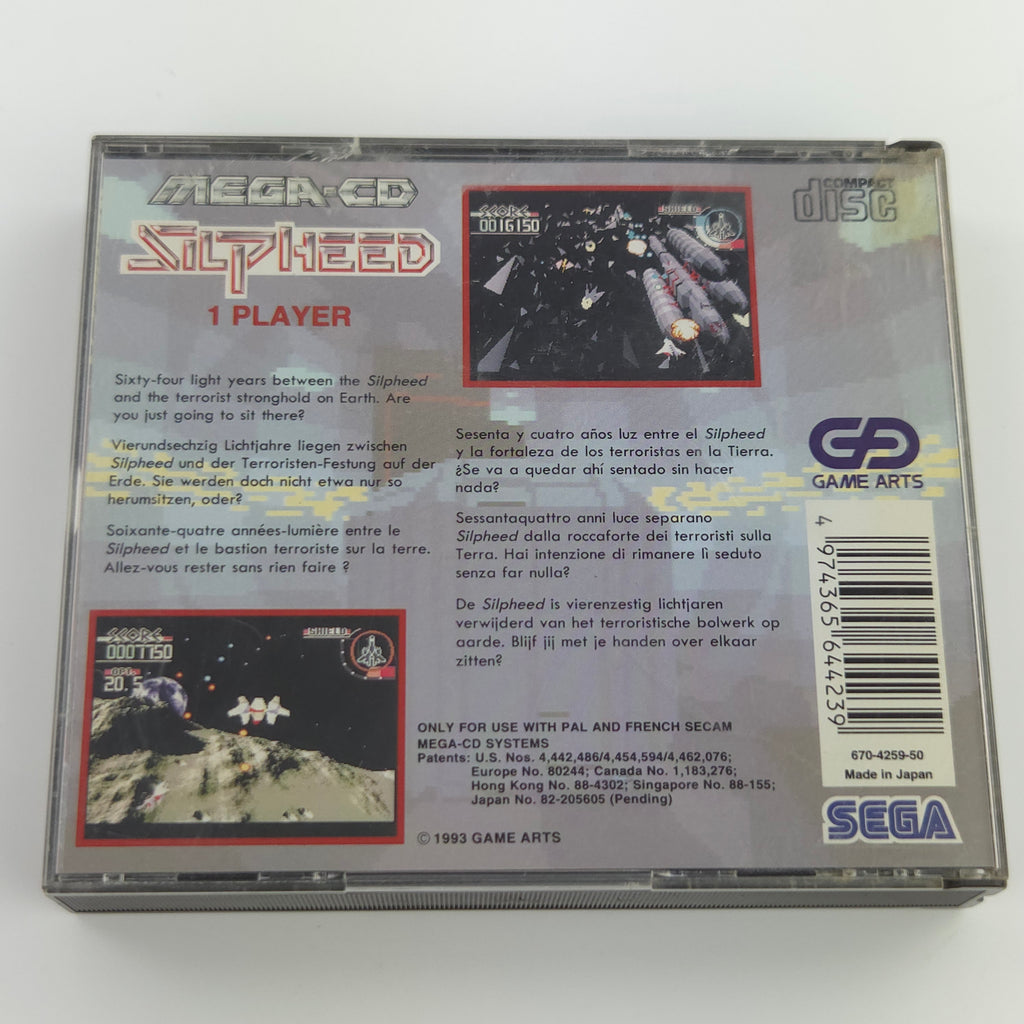 MEGA-CD
SILPHEED
1 PLAYER
SCORE
0016150
SHIELD
COMPACT
disc
Sixty-four light years between the Silpheed
and the terrorist stronghold on Earth. Are
you just going to sit there?
Vierundsechzig Lichtjahre liegen zwischen
Silpheed und der Terroristen-Festung auf der
Erde. Sie werden doch nicht etwa nur so
herumsitzen, oder?
Soixante-quatre années-lumière entre le
Silpheed et le bastion terroriste sur la terre.
Allez-vous rester sans rien faire ?
Sesenta y cuatro años luz entre el Silpheed
y la fortaleza de los terroristas en la Tierra.
¿Se va a quedar ahí sentado sin hacer
nada?
Sessantaquattro anni luce separano
Silpheed dalla roccaforte dei terroristi sulla
Terra. Hai intenzione di rimanere lì seduto
senza far nulla?
De Silpheed is vierenzestig lichtjaren
verwijderd van het terroristische bolwerk op
aarde. Blijf jij met je handen over elkaar
zitten?
GAME ARTS
4 974365 644239
670-4259-50
Made in Japan
SEGA
SCORE
0007750
OPT.
20.5
SHIELD
ONLY FOR USE WITH PAL AND FRENCH SECAM
MEGA-CD SYSTEMS
Patents: U.S. Nos. 4,442,486/4,454,594/4,462,076;
Europe No. 80244; Canada No. 1,183,276;
Hong Kong No. 88-4302; Singapore No. 88-155;
Japan No. 82-205605 (Pending)
© 1993 GAME ARTS